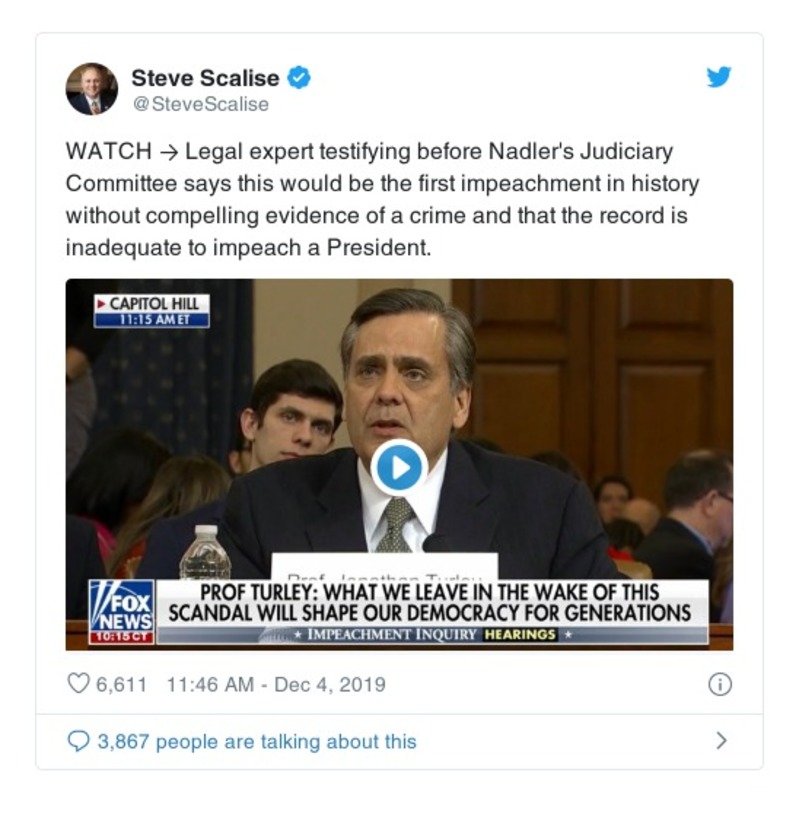 Steve Scalise
@SteveScalise
WATCH → Legal expert testifying before Nadler's Judiciary
Committee says this would be the first impeachment in history
without compelling evidence of a crime and that the record is
inadequate to impeach a President.
CAPITOL HILL
11:15 AM ET
Prof. Jonathan Turley
FOX
NEWS
10:15 CT
PROF TURLEY: WHAT WE LEAVE IN THE WAKE OF THIS
SCANDAL WILL SHAPE OUR DEMOCRACY FOR GENERATIONS
IMPEACHMENT INQUIRY HEARINGS
6,611 11:46 AM - Dec 4, 2019
3,867 people are talking about this